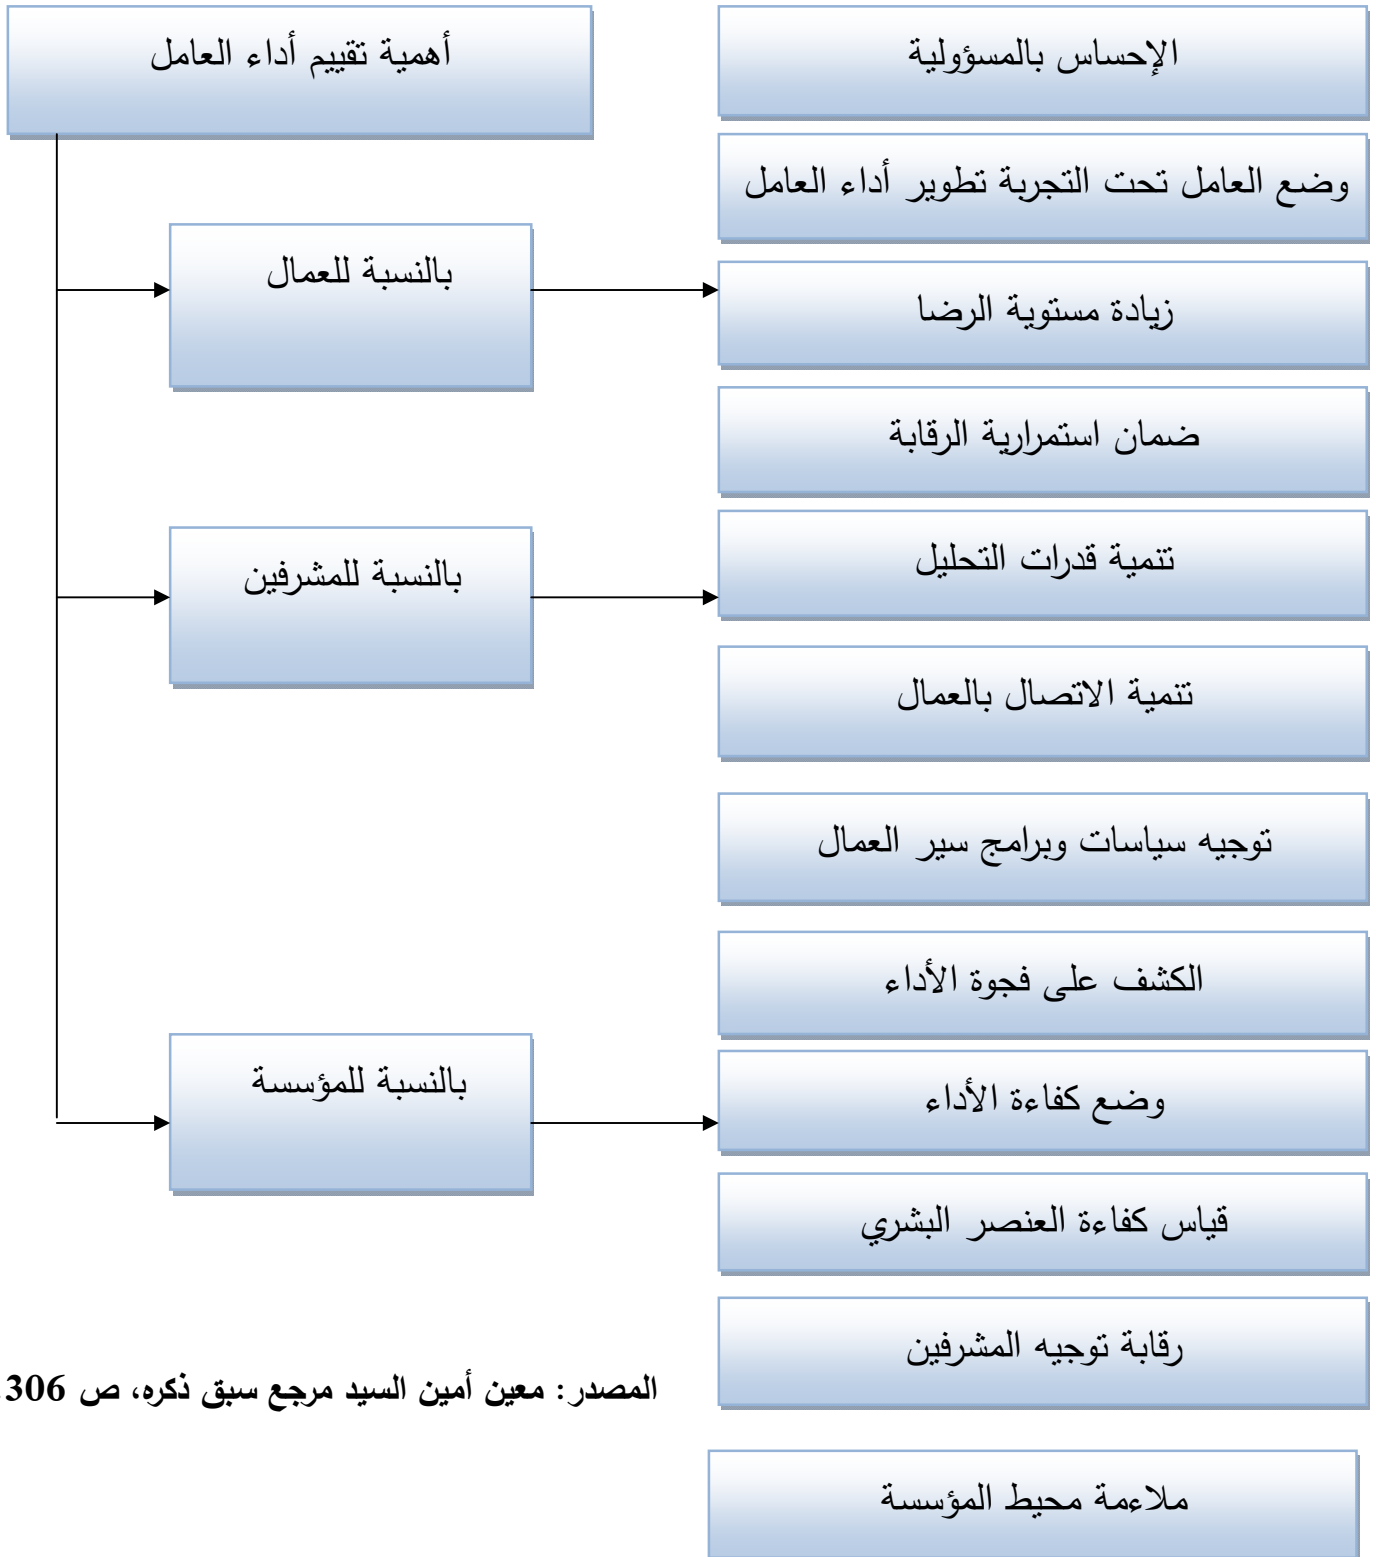 أهمية تقييم أداء العامل
الإحساس بالمسؤولية
وضع العامل تحت التجربة تطوير أداء العامل
بالنسبة للعمال
زيادة مستوية الرضا
ضمان استمرارية الرقابة
بالنسبة للمشرفين
تنمية قدرات التحليل
تنمية الاتصال بالعمال
توجيه سياسات وبرامج سير العمال
الكشف على فجوة الأداء
بالنسبة للمؤسسة
وضع كفاءة الأداء
قياس كفاءة العنصر البشري
رقابة توجيه المشرفين
المصدر: معين أمين السيد مرجع سبق ذكره، ص 306
ملاءمة محيط المؤسسة